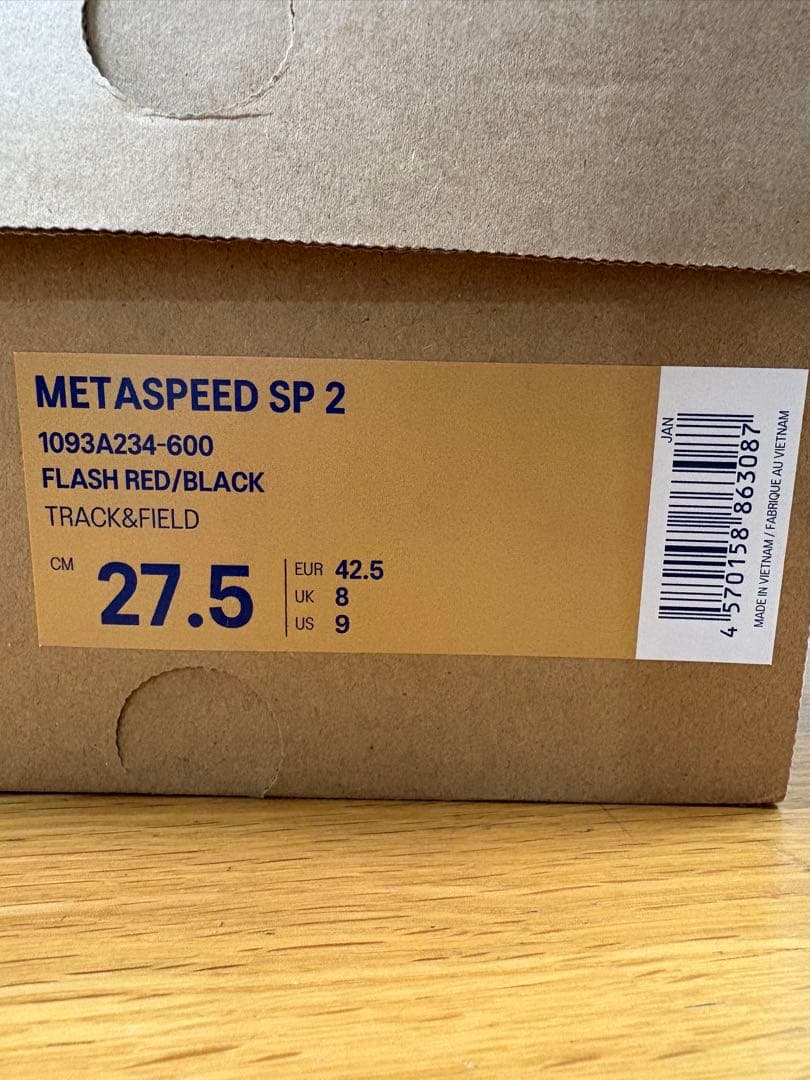 METASPEED SP 2
1093A234-600
FLASH RED/BLACK
TRACK&FIELD
CM 27.5
EUR 42.5
UK 8
US 9
JAN
4 570158 863087
MADE IN VIETNAM / FABRIQUE AU VIETNAM